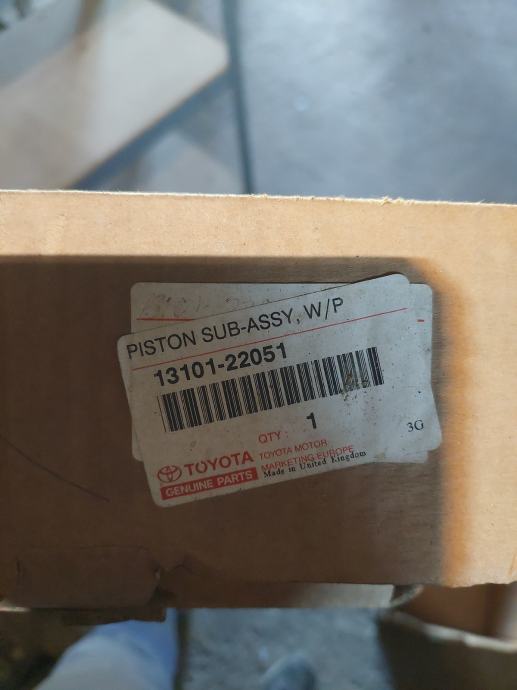 PISTON SUB-ASSY, W/P
13101-22051
QTY 1
3G
TOYOTA
GENUINE PARTS
TOYOTA MOTOR
MARKETING EUROPE
Made in United Kingdom